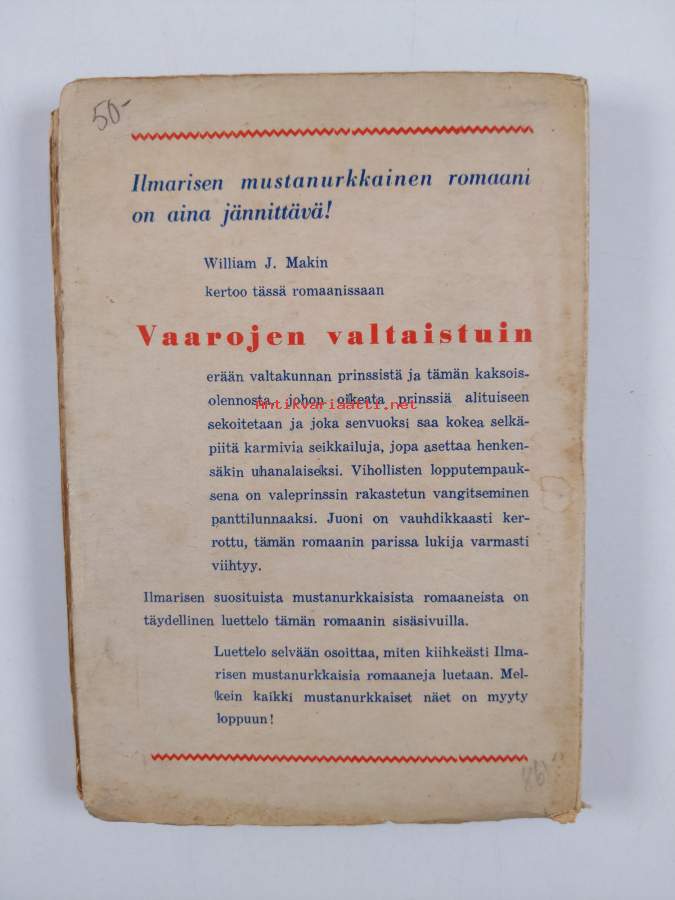 50-
Ilmarisen mustanurkkainen romaani
on aina jännittävä!
William J. Makin
kertoo tässä romaanissaan
Vaarojen valtaistuin
erään valtakunnan prinssistä ja tämän kaksois-
olennosta, johon oikeata prinssiä alituiseen
Antikvariaatti.net
sekoitetaan ja joka senvuoksi saa kokea selkä-
piitä karmivia seikkailuja, jopa asettaa henken-
säkin uhanalaiseksi. Vihollisten lopputempauk-
sena on valeprinssin rakastetun vangitseminen
panttilunnaaksi. Juoni on vauhdikkaasti ker-
rottu, tämän romaanin parissa lukija varmasti
viihtyy.
Ilmarisen suosituista mustanurkkaisista romaaneista on
täydellinen luettelo tämän romaanin sisäsivuilla.
Luettelo selvään osoittaa, miten kiihkeästi Ilma-
risen mustanurkkaisia romaaneja luetaan. Mel-
kein kaikki mustanurkkaiset näet on myyty
loppuun!